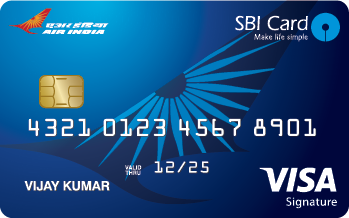 एअर इंडिया
AIR INDIA
SBI Card
Make life simple
4321 0123 4567 8901
VALID
THRU 12/25
VIJAY KUMAR
VISA
Signature